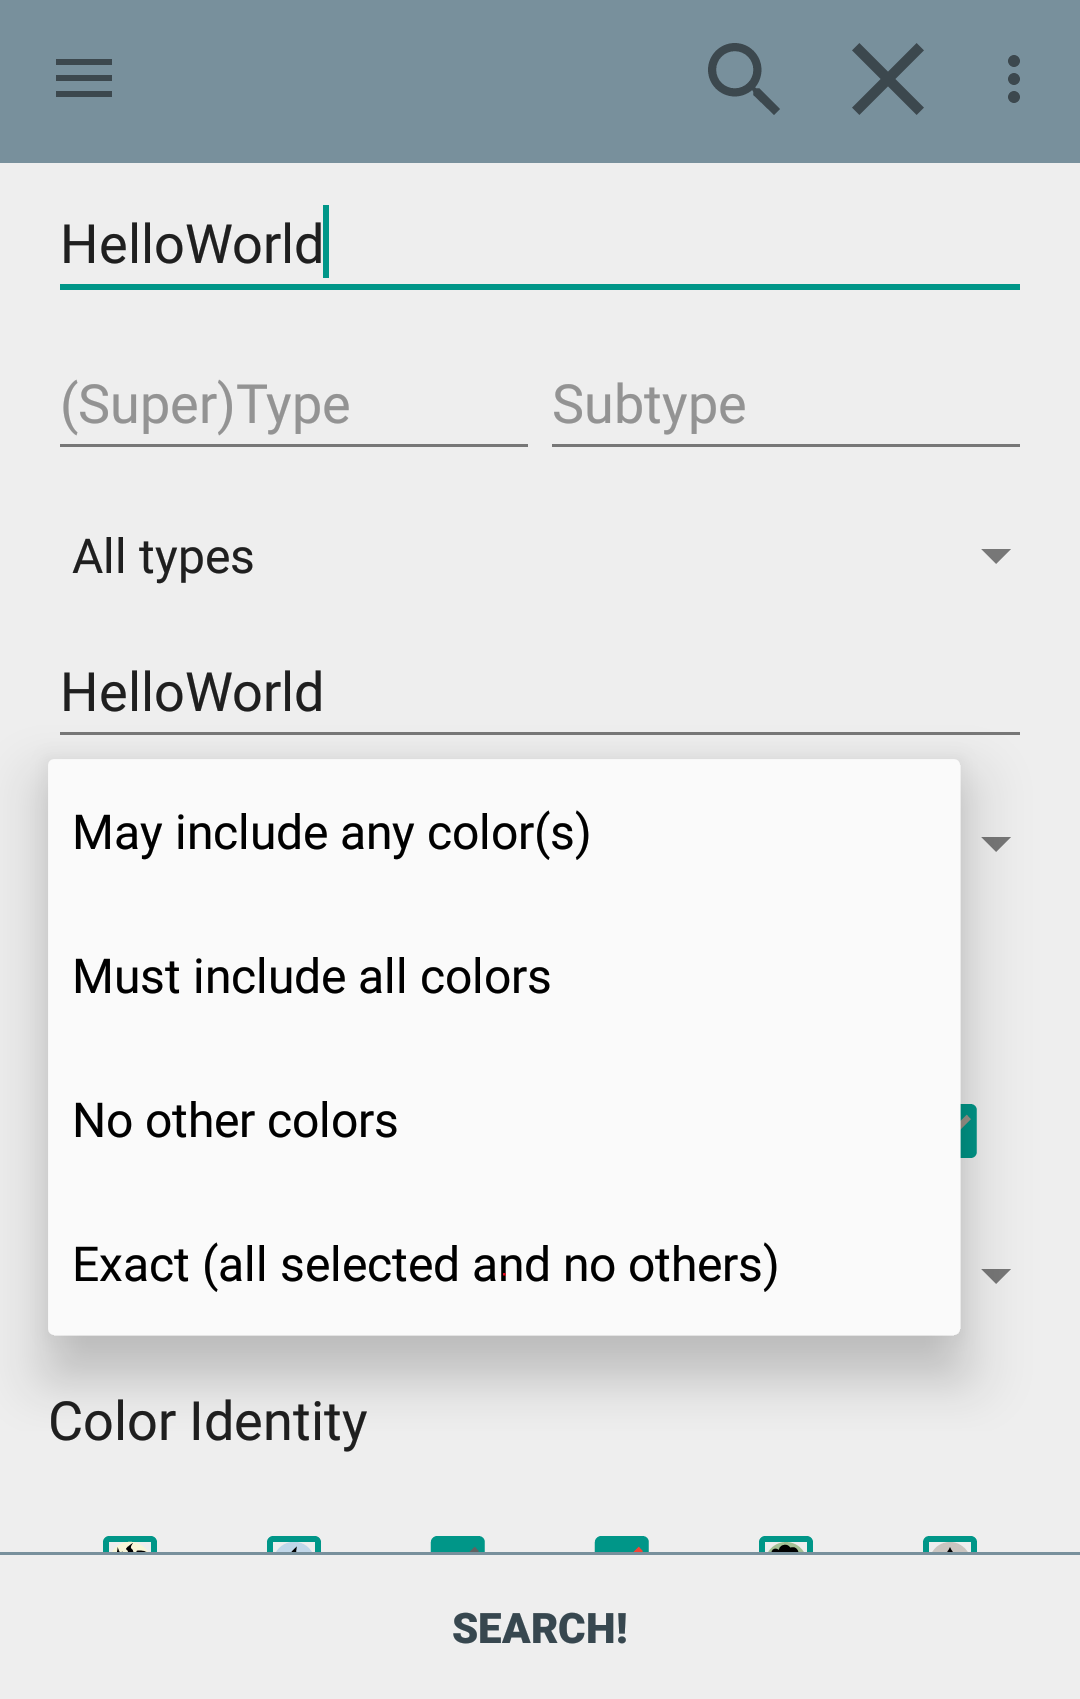 HelloWorld
(Super)Type Subtype
All types
HelloWorld
May include any color(s)
Must include all colors
No other colors
Exact (all selected and no others)
Color Identity
SEARCH!